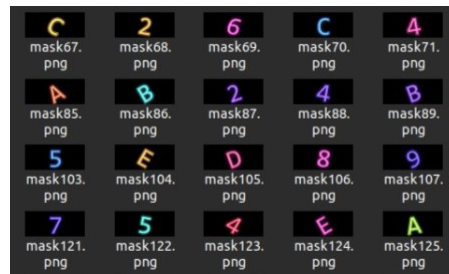 C 2 6 C 4
mask67. mask68. mask69. mask70. mask71.
png png png png png
A B 2 4 B
mask85. mask86. mask87. mask88. mask89.
png png png png png
5 E D 8 9
mask103. mask104. mask105. mask106. mask107.
png png png png png
7 5 4 E A
mask121. mask122. mask123. mask124. mask125.
png png png png png